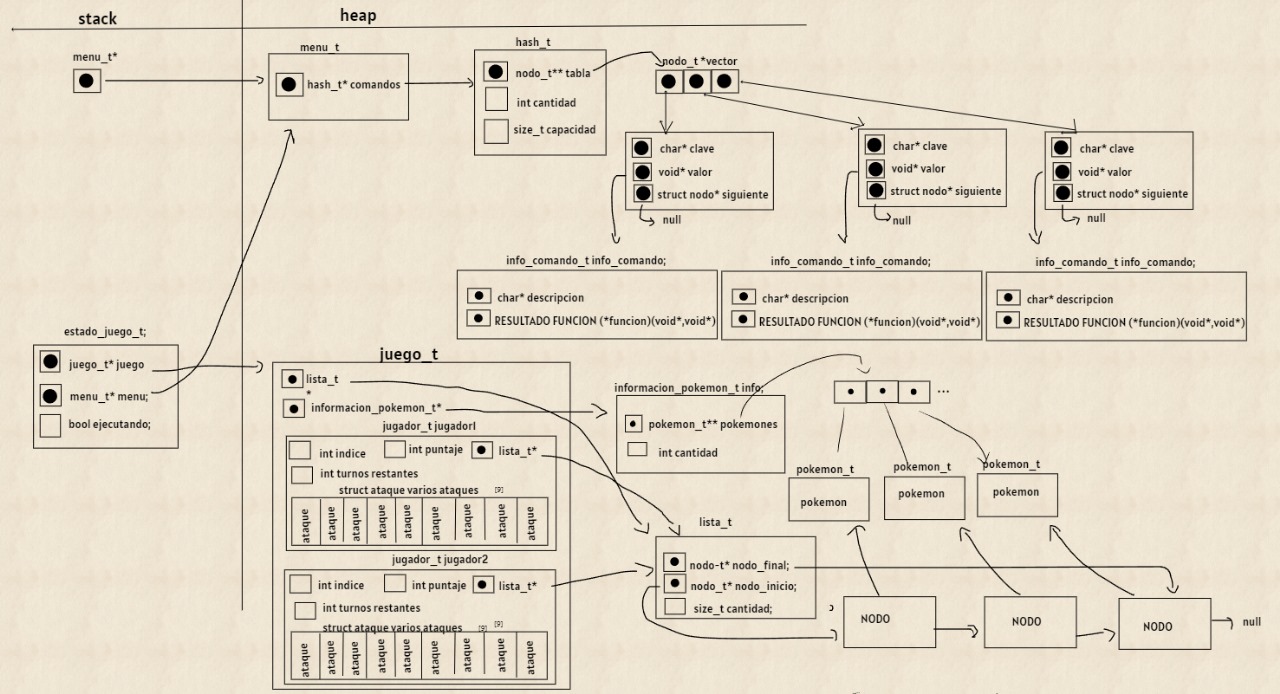 stack
heap
menu_t*
menu_t
hash_t* comandos
hash_t
nodo_t** tabla
int cantidad
size_t capacidad
nodo_t *vector
char* clave
void* valor
struct nodo* siguiente
null
char* clave
void* valor
struct nodo* siguiente
null
char* clave
void* valor
struct nodo* siguiente
null
info_comando_t info_comando;
char* descripcion
RESULTADO FUNCION (*funcion)(void*,void*)
info_comando_t info_comando;
char* descripcion
RESULTADO FUNCION (*funcion)(void*,void*)
info_comando_t info_comando;
char* descripcion
RESULTADO FUNCION (*funcion)(void*,void*)
estado_juego_t;
juego_t* juego
menu_t* menu;
bool ejecutando;
juego_t
lista_t
*
informacion_pokemon_t*
jugador_t jugador1
int indice
int puntaje
lista_t*
int turnos restantes
struct ataque varios ataques [9]
ataque
ataque
ataque
ataque
ataque
ataque
ataque
ataque
ataque
jugador_t jugador2
int indice
int puntaje
lista_t*
int turnos restantes
struct ataque varios ataques [9] [9]
ataque
ataque
ataque
ataque
ataque
ataque
ataque
ataque
ataque
informacion_pokemon_t info;
pokemon_t** pokemones
int cantidad
...
pokemon_t
pokemon
pokemon_t
pokemon
pokemon_t
pokemon
lista_t
nodo-t* nodo_final;
nodo_t* nodo_inicio;
size_t cantidad;
NODO
NODO
NODO
null